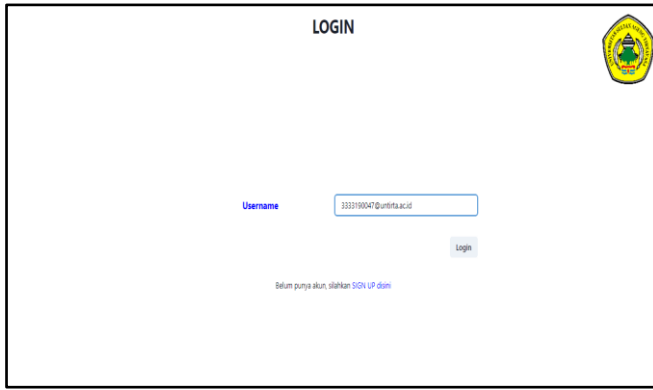 LOGIN
Username
3333190047@untirta.ac.id
Login
Belum punya akun, silahkan SIGN UP disini